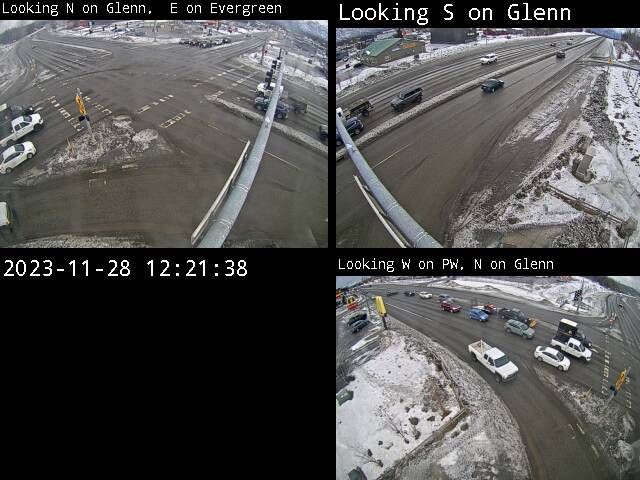 Looking N on Glenn,  E on Evergreen
Looking S on Glenn
2023-11-28 12:21:38
Looking W on PW, N on Glenn